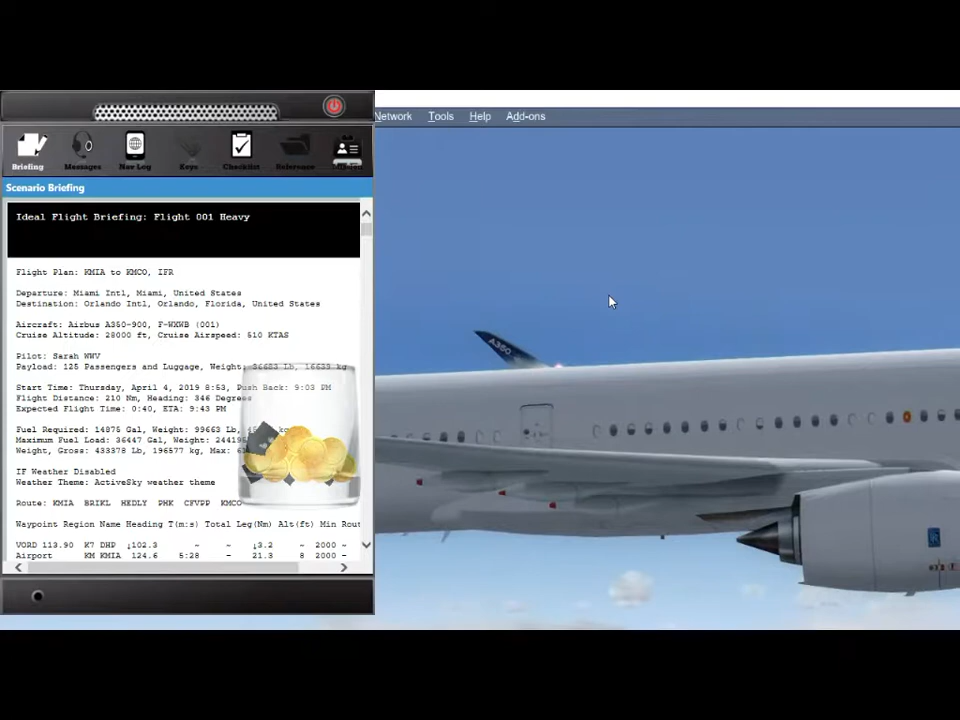 Network Tools Help Add-ons
Briefing Messages Nav Log Keys Checklist Reference
Scenario Briefing
Ideal Flight Briefing: Flight 001 Heavy
Flight Plan: KMIA to KMCO, IFR
Departure: Miami Intl, Miami, United States
Destination: Orlando Intl, Orlando, Florida, United States
Aircraft: Airbus A350-900, F-WXWB (001)
Cruise Altitude: 28000 ft, Cruise Airspeed: 510 KTAS
Pilot: Sarah WWV
Payload: 125 Passengers and Luggage, Weight: 36683 Lb, 16639 kg
Start Time: Thursday, April 4, 2019 8:53, Push Back: 9:03 PM
Flight Distance: 210 Nm, Heading: 346 Degrees
Expected Flight Time: 0:40, ETA: 9:43 PM
Fuel Required: 14875 Gal, Weight: 99663 Lb, kg
Maximum Fuel Load: 36447 Gal, Weight: 244195
Weight, Gross: 433378 Lb, 196577 kg, Max:
IF Weather Disabled
Weather Theme: ActiveSky weather theme
Route: KMIA BRIKL HEDLY PHK CFVPP KMCO
Waypoint Region Name Heading T(m:s) Total Leg(Nm) Alt(ft) Min Rout
VORD 113.90 K7 DHP ¡102.3 ~ ~ ¡3.2 ~ 2000 ~
Airport KM KMIA 124.6 5:28 - 21.3 8 2000 ~
A350